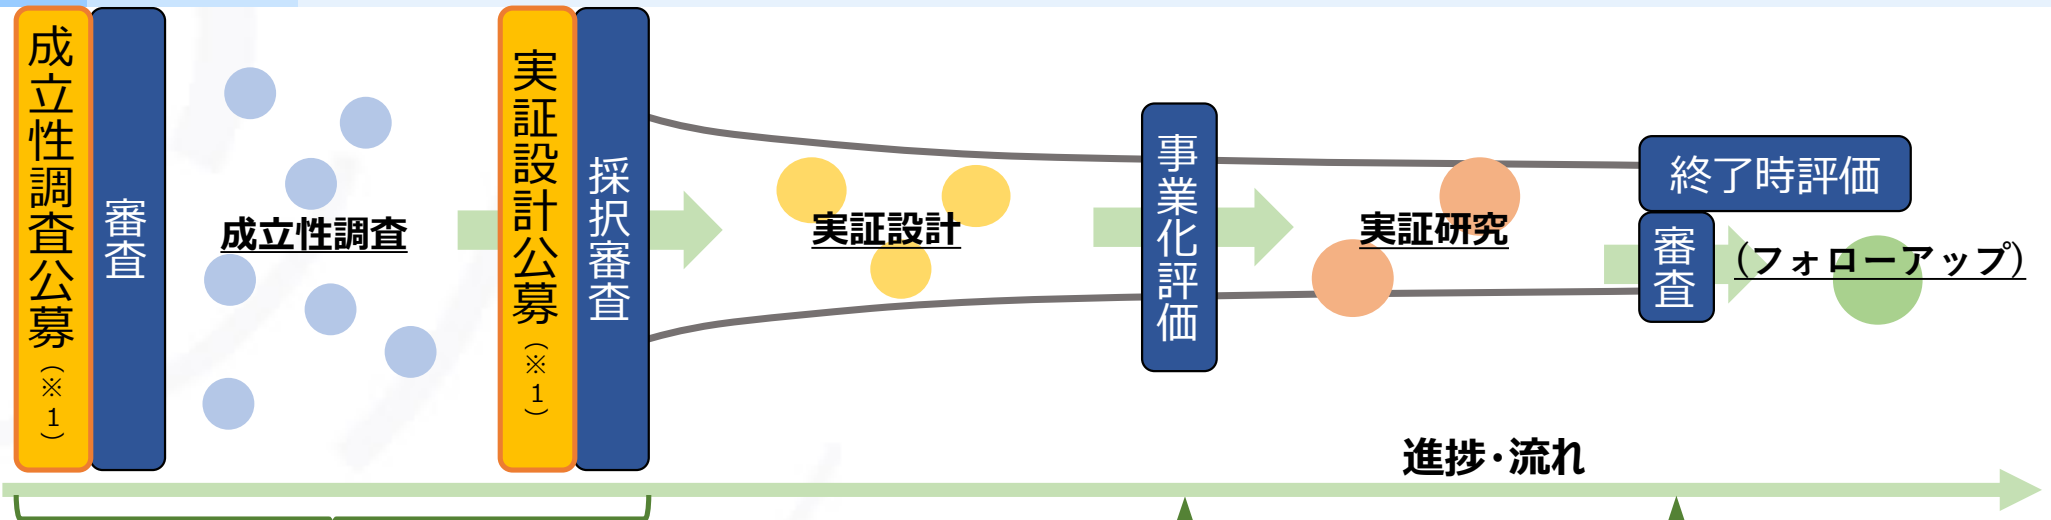 成立性調査公募(※1)
審査
成立性調査
実証設計公募(※1)
採択審査
実証設計
事業化評価
実証研究
終了時評価
審査
(フォローアップ)
進捗・流れ